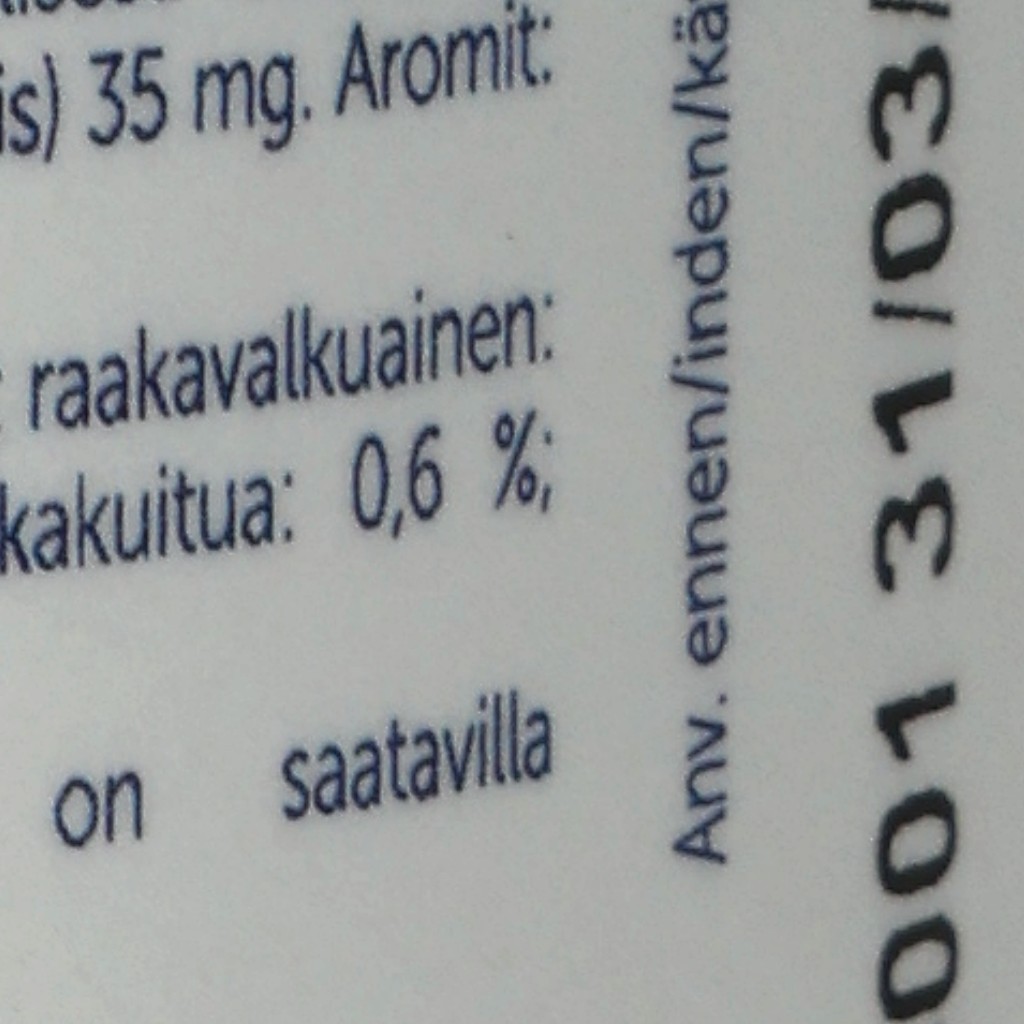 is) 35 mg. Aromit:
raakavalkuainen:
kakuitua: 0,6 %;
on saatavilla
Anv. ennen/inden/kä
001 31/03/